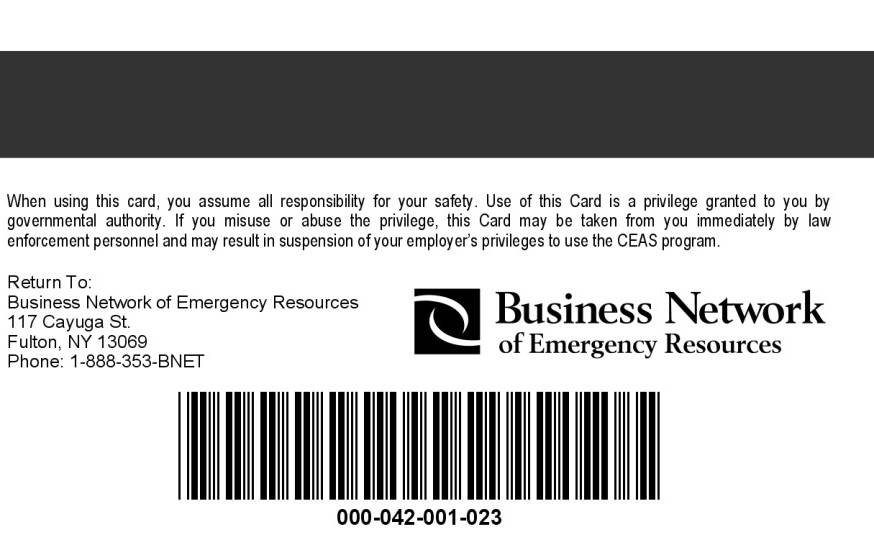 When using this card, you assume all responsibility for your safety. Use of this Card is a privilege granted to you by
governmental authority. If you misuse or abuse the privilege, this Card may be taken from you immediately by law
enforcement personnel and may result in suspension of your employer's privileges to use the CEAS program.
Return To:
Business Network of Emergency Resources
117 Cayuga St.
Fulton, NY 13069
Phone: 1-888-353-BNET
Business Network
of Emergency Resources
000-042-001-023